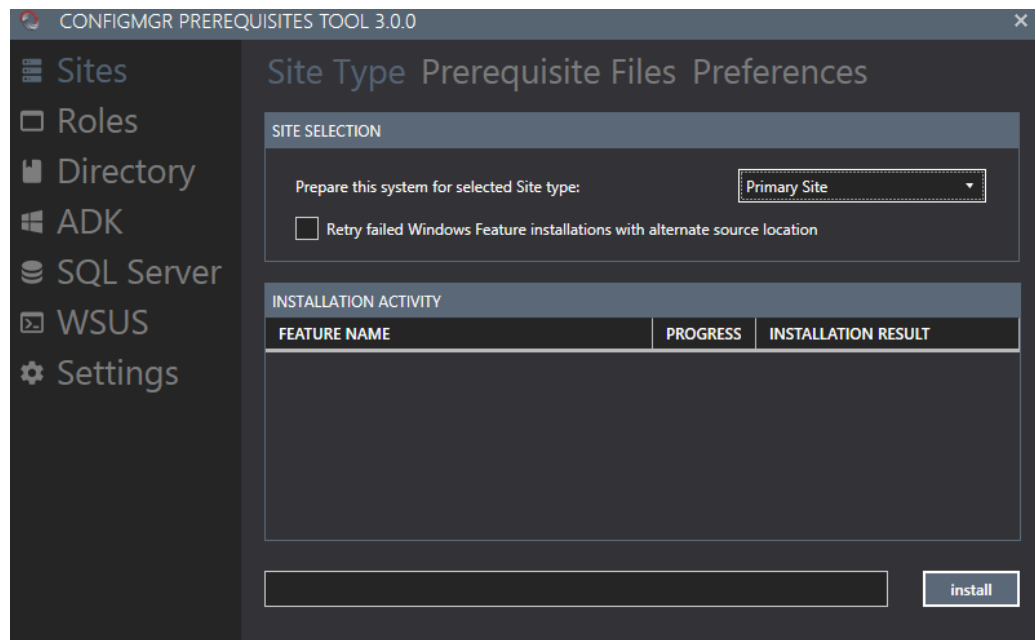 CONFIGMGR PREREQUISITES TOOL 3.0.0
Sites
Roles
Directory
ADK
SQL Server
WSUS
Settings
Site Type Prerequisite Files Preferences
SITE SELECTION
Prepare this system for selected Site type: Primary Site
Retry failed Windows Feature installations with alternate source location
INSTALLATION ACTIVITY
FEATURE NAME PROGRESS INSTALLATION RESULT
install